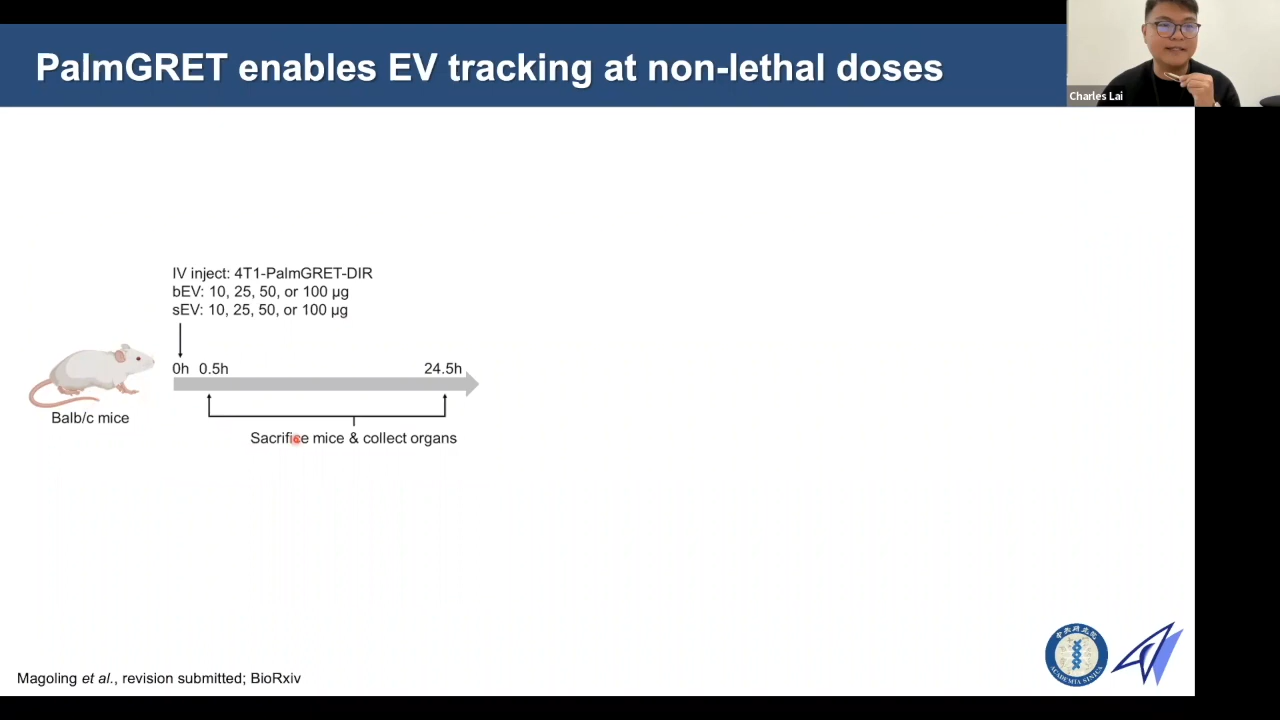 PalmGRET enables EV tracking at non-lethal doses
Charles Lai
IV inject: 4T1-PalmGRET-DIR
bEV: 10, 25, 50, or 100 µg
sEV: 10, 25, 50, or 100 µg
0h 0.5h 24.5h
Balb/c mice
Sacrifice mice & collect organs
ACADEMIA SINICA
Magoling et al., revision submitted; BioRxiv